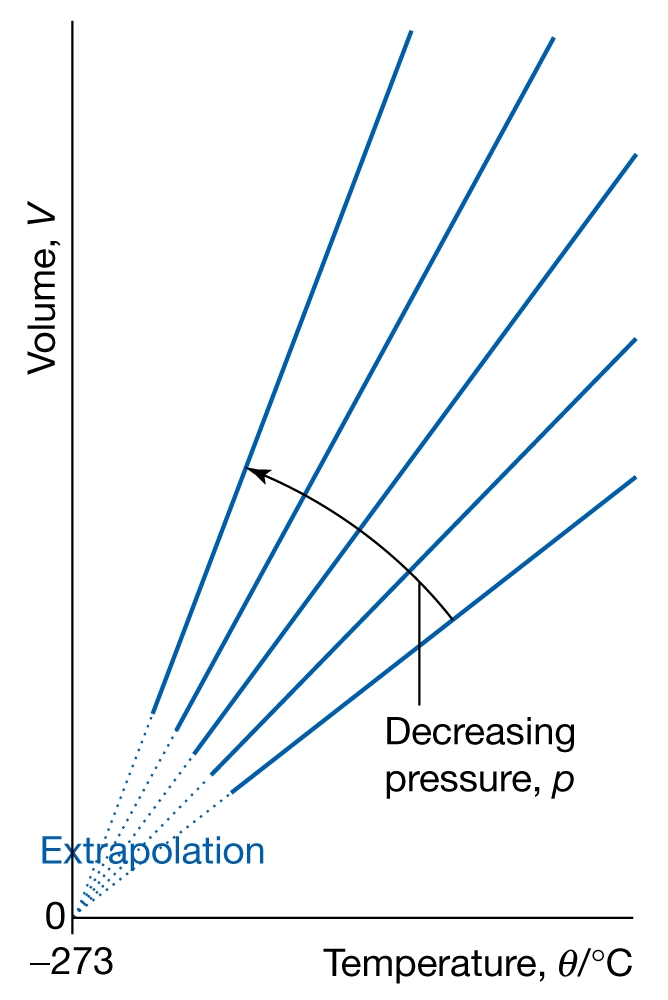 Volume, V
Decreasing
pressure, p
Extrapolation
0
–273
Temperature, θ/°C